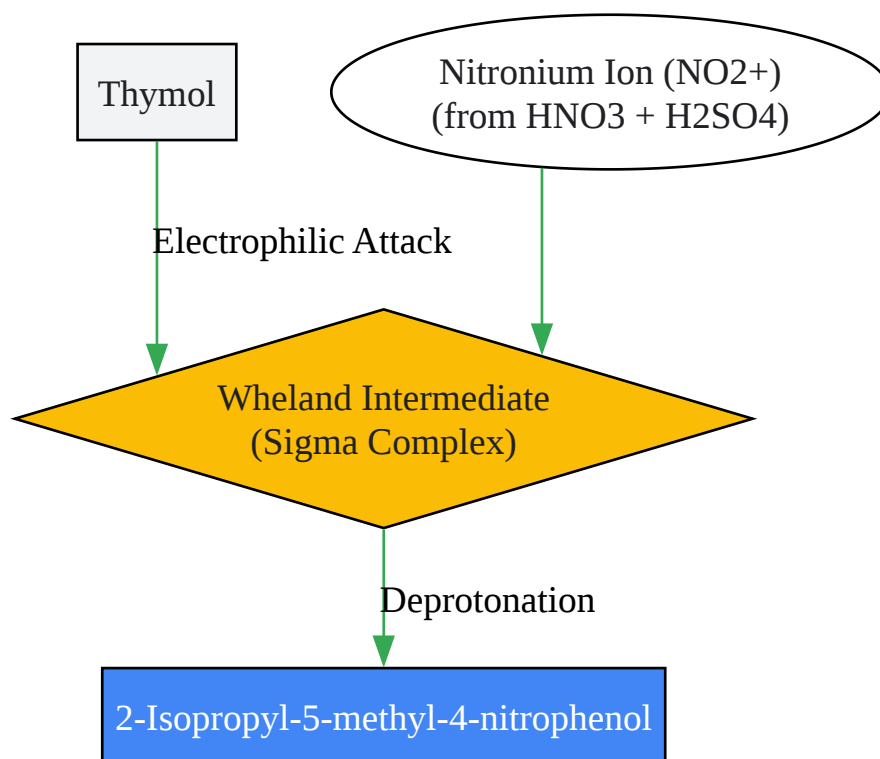 Thymol
Nitronium Ion (NO2+)
(from HNO3 + H2SO4)
Electrophilic Attack
Wheland Intermediate
(Sigma Complex)
Deprotonation
2-Isopropyl-5-methyl-4-nitrophenol